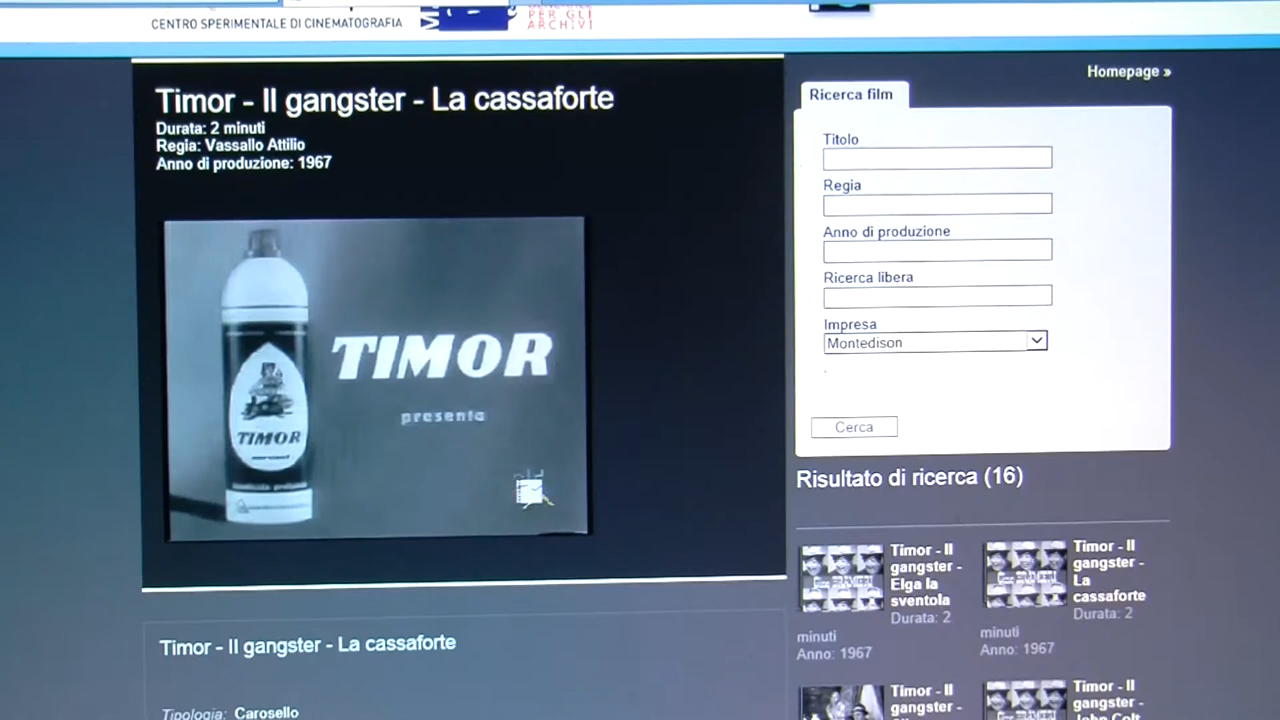 CENTRO SPERIMENTALE DI CINEMATOGRAFIA
PER GLI
ARCHIVI
Homepage »
Timor - Il gangster - La cassaforte
Durata: 2 minuti
Regia: Vassallo Attilio
Anno di produzione: 1967
TIMOR
presenta
TIMOR
Ricerca film
Titolo
Regia
Anno di produzione
Ricerca libera
Impresa
Montedison
Cerca
Risultato di ricerca (16)
Timor - Il
gangster -
Elga la
sventola
Durata: 2
minuti
Anno: 1967
Timor - Il
gangster -
La
cassaforte
Durata: 2
minuti
Anno: 1967
Timor - Il
gangster -
Timor - Il
gangster -
John Colt
Timor - Il gangster - La cassaforte
Tipologia: Carosello